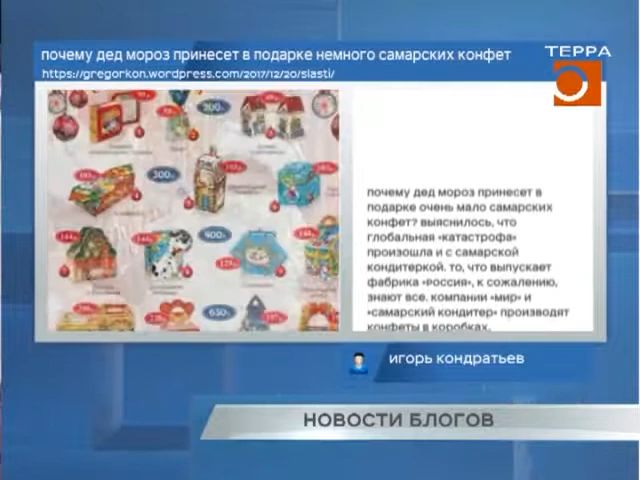 почему дед мороз принесет в подарке немного самарских конфет
https://gregorkon.wordpress.com/2017/12/20/slasti/
ТЕРРА
почему дед мороз принесет в
подарке очень мало самарских
конфет? выяснилось, что
глобальная «катастрофа»
произошла и с самарской
кондитеркой. то, что выпускает
фабрика «россия», к сожалению,
знают все. компании «мир» и
«самарский кондитер» производят
конфеты в коробках.
игорь кондратьев
НОВОСТИ БЛОГОВ